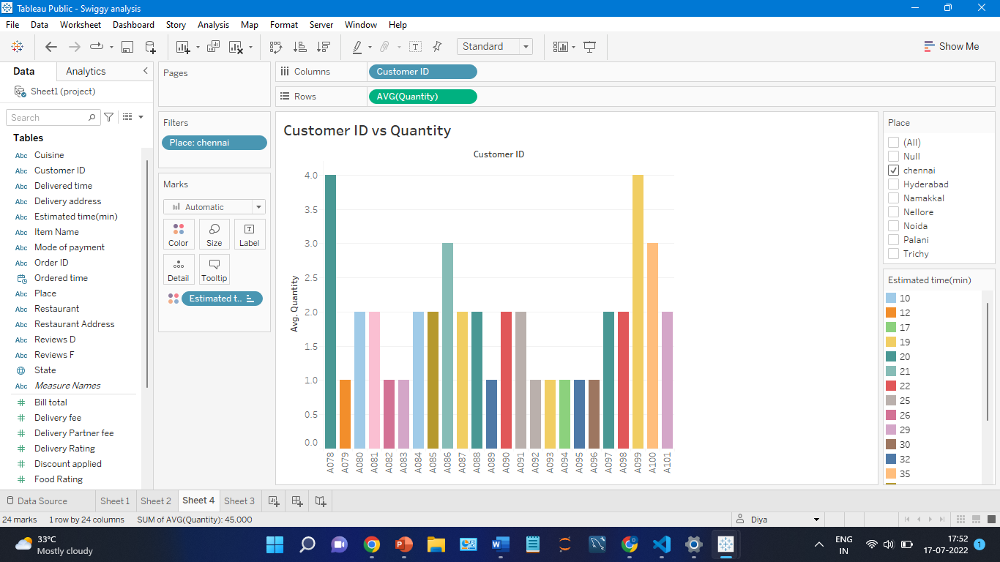 Tableau Public - Swiggy analysis
File Data Worksheet Dashboard Story Analysis Map Format Server Window Help
Standard
Show Me
Data Analytics
Sheet1 (project)
Search
Tables
Abc Cuisine
Abc Customer ID
Abc Delivered time
Abc Delivery address
Abc Estimated time(min)
Abc Item Name
Abc Mode of payment
Abc Order ID
Ordered time
Abc Place
Abc Restaurant
Abc Restaurant Address
Abc Reviews D
Abc Reviews F
State
Abc Measure Names
# Bill total
# Delivery fee
# Delivery Partner fee
# Delivery Rating
# Discount applied
# Food Rating
Pages
Filters
Place: chennai
Marks
Automatic
Color Size Label
Detail Tooltip
Estimated t..
Columns Customer ID
Rows AVG(Quantity)
Customer ID vs Quantity
Customer ID
Avg. Quantity
4.0
3.5
3.0
2.5
2.0
1.5
1.0
0.5
0.0
A078 A079 A080 A081 A082 A083 A084 A085 A086 A087 A088 A089 A090 A091 A092 A093 A094 A095 A096 A097 A098 A099 A100 A101
Place
(All)
Null
chennai
Hyderabad
Namakkal
Nellore
Noida
Palani
Trichy
Estimated time(min)
10
12
17
19
20
21
22
25
26
29
30
32
35
Data Source Sheet 1 Sheet 2 Sheet 4 Sheet 3
24 marks 1 row by 24 columns SUM of AVG(Quantity): 45.000
Diya
33°C
Mostly cloudy
ENG
IN
17:52
17-07-2022
1